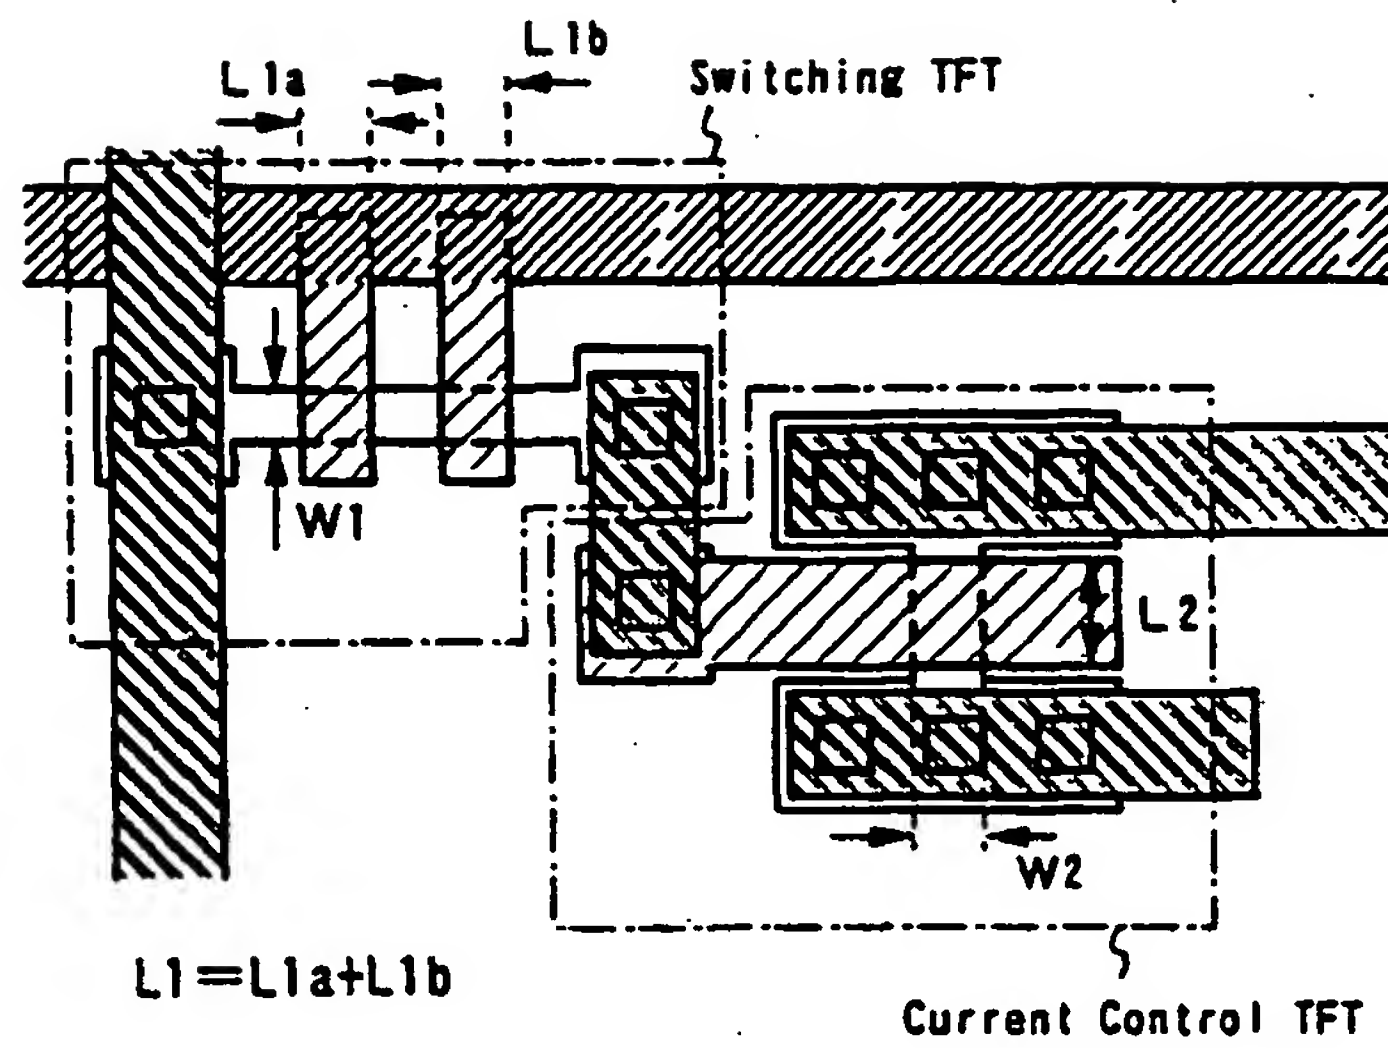 L1b
L1a
Switching TFT
W1
L2
W2
L1=L1a+L1b
Current Control TFT